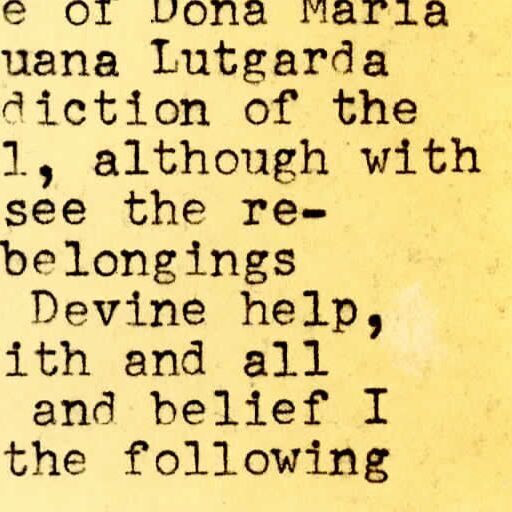 e of Dona Maria
uana Lutgarda
diction of the
l, although with
see the re-
belongings
Devine help,
ith and all
and belief I
the following